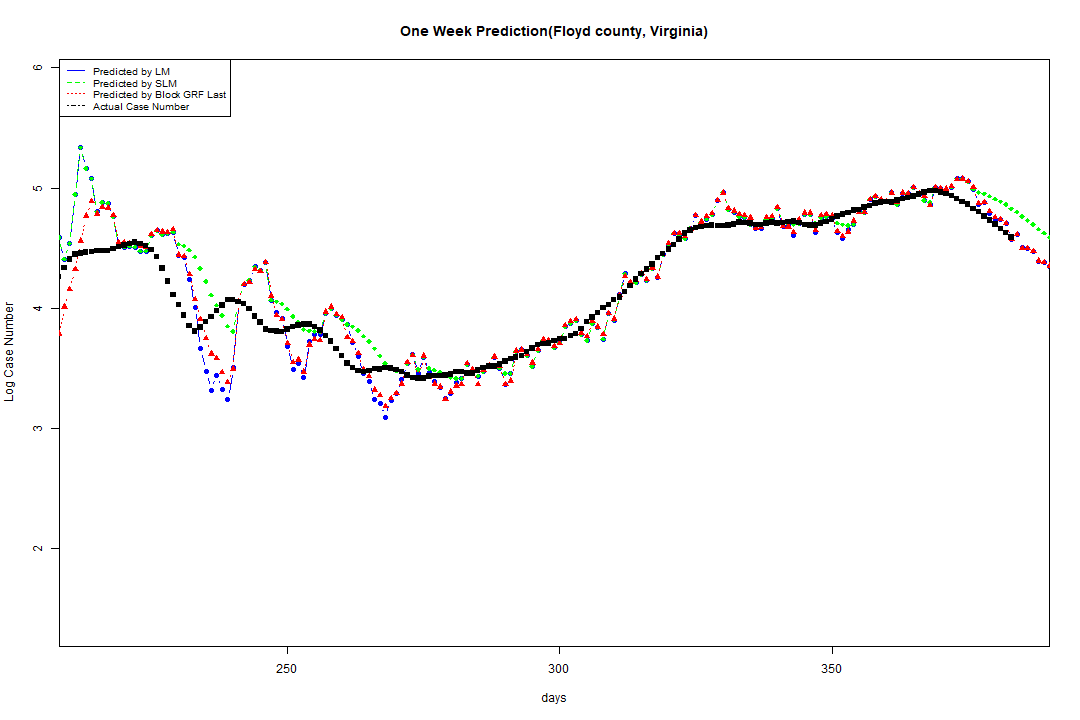 One Week Prediction(Floyd county, Virginia)
Predicted by LM
Predicted by SLM
Predicted by Block GRF Last
Actual Case Number
6
5
4
3
2
Log Case Number
250
300
350
days